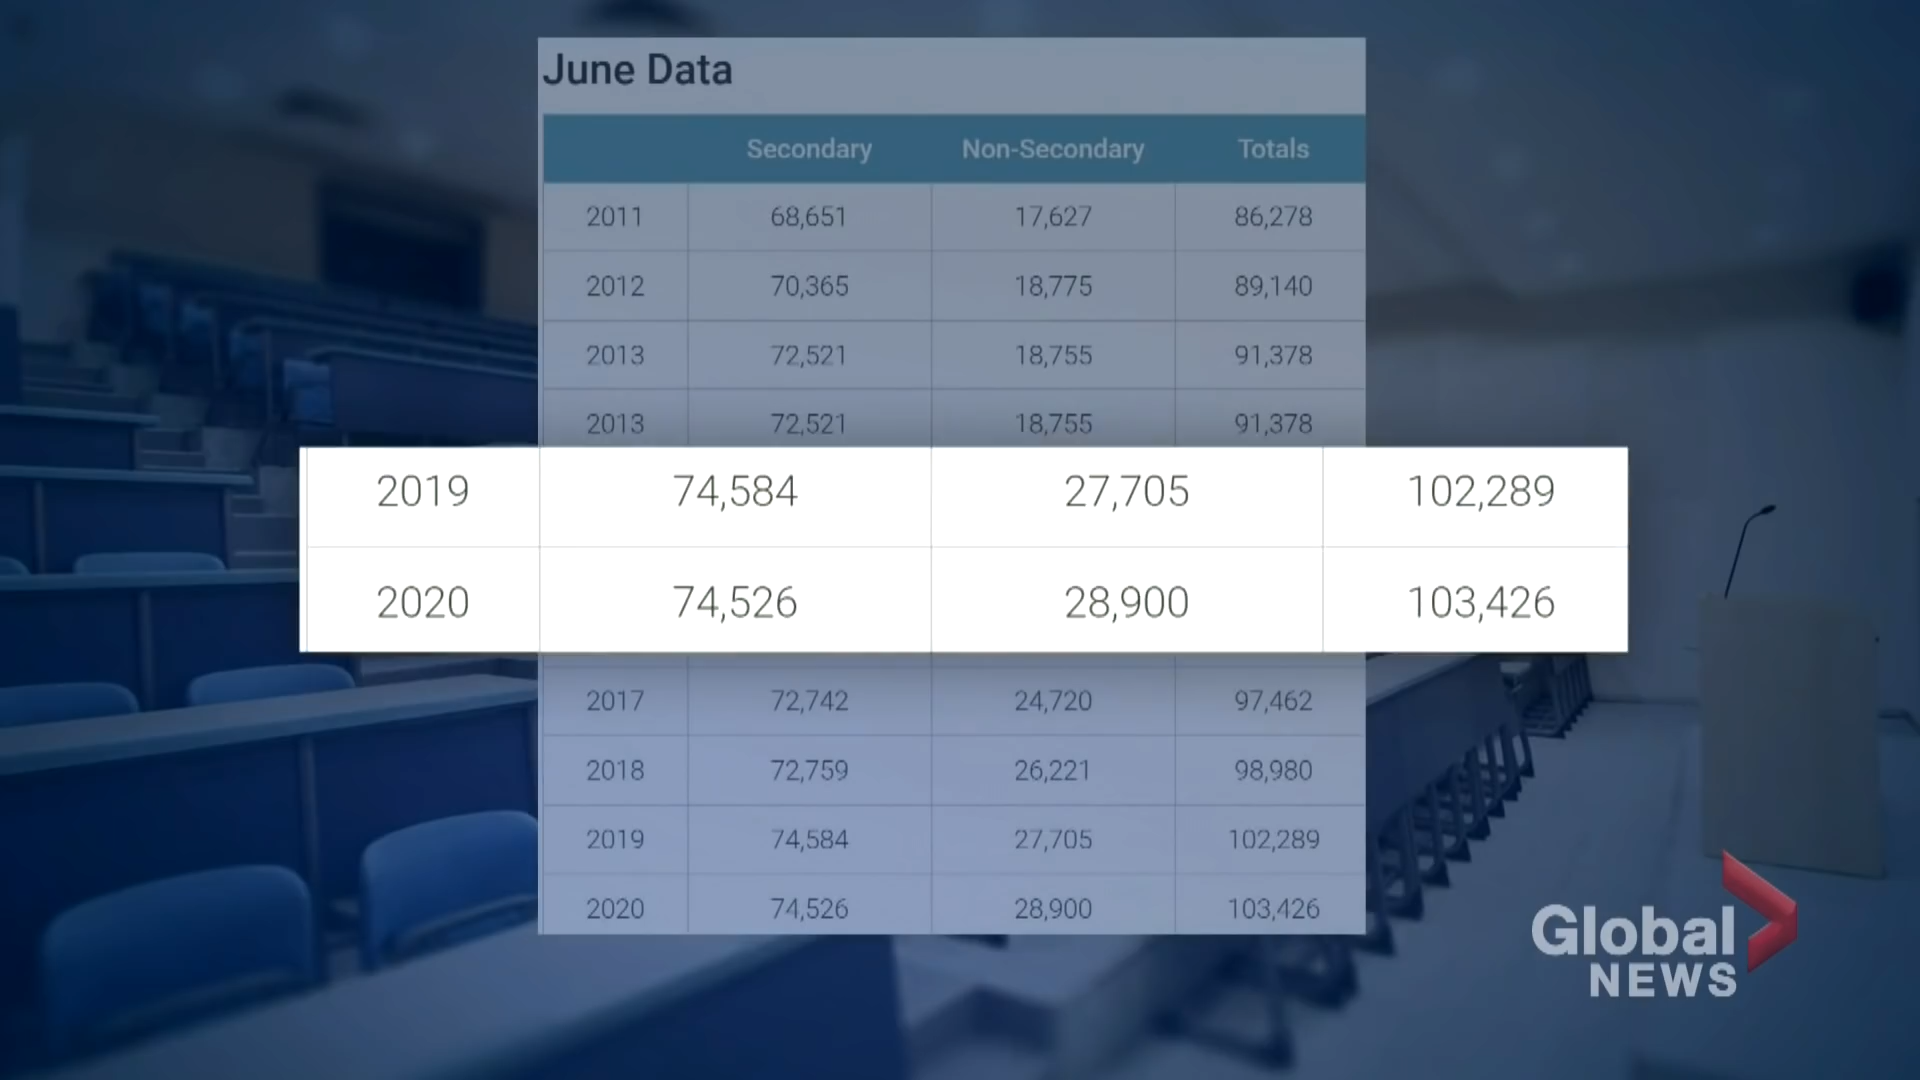 June Data
Secondary Non-Secondary Totals
2011 68,651 17,627 86,278
2012 70,365 18,775 89,140
2013 72,521 18,755 91,378
2013 72,521 18,755 91,378
2019 74,584 27,705 102,289
2020 74,526 28,900 103,426
2017 72,742 24,720 97,462
2018 72,759 26,221 98,980
2019 74,584 27,705 102,289
2020 74,526 28,900 103,426
Global
NEWS